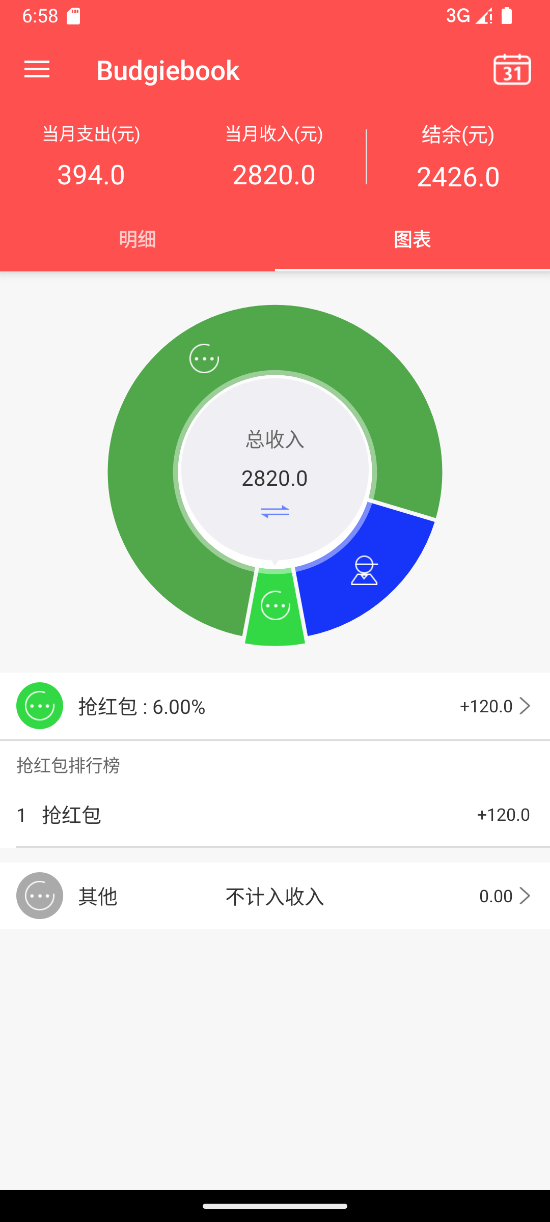 6:58 3G
Budgiebook 31
当月支出(元) 当月收入(元) 结余(元)
394.0 2820.0 2426.0
明细 图表
总收入
2820.0
抢红包 : 6.00% +120.0
抢红包排行榜
1 抢红包 +120.0
其他 不计入收入 0.00